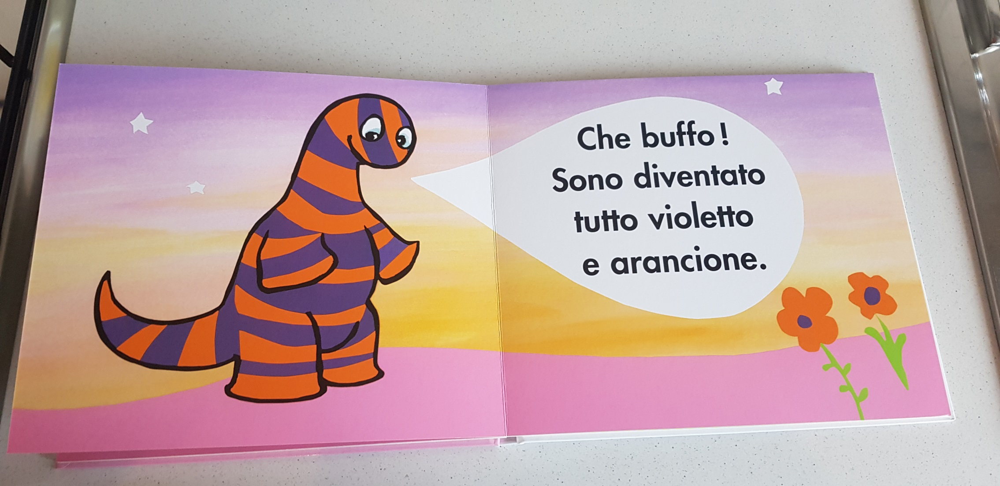 Che buffo!
Sono diventato
tutto violetto
e arancione.